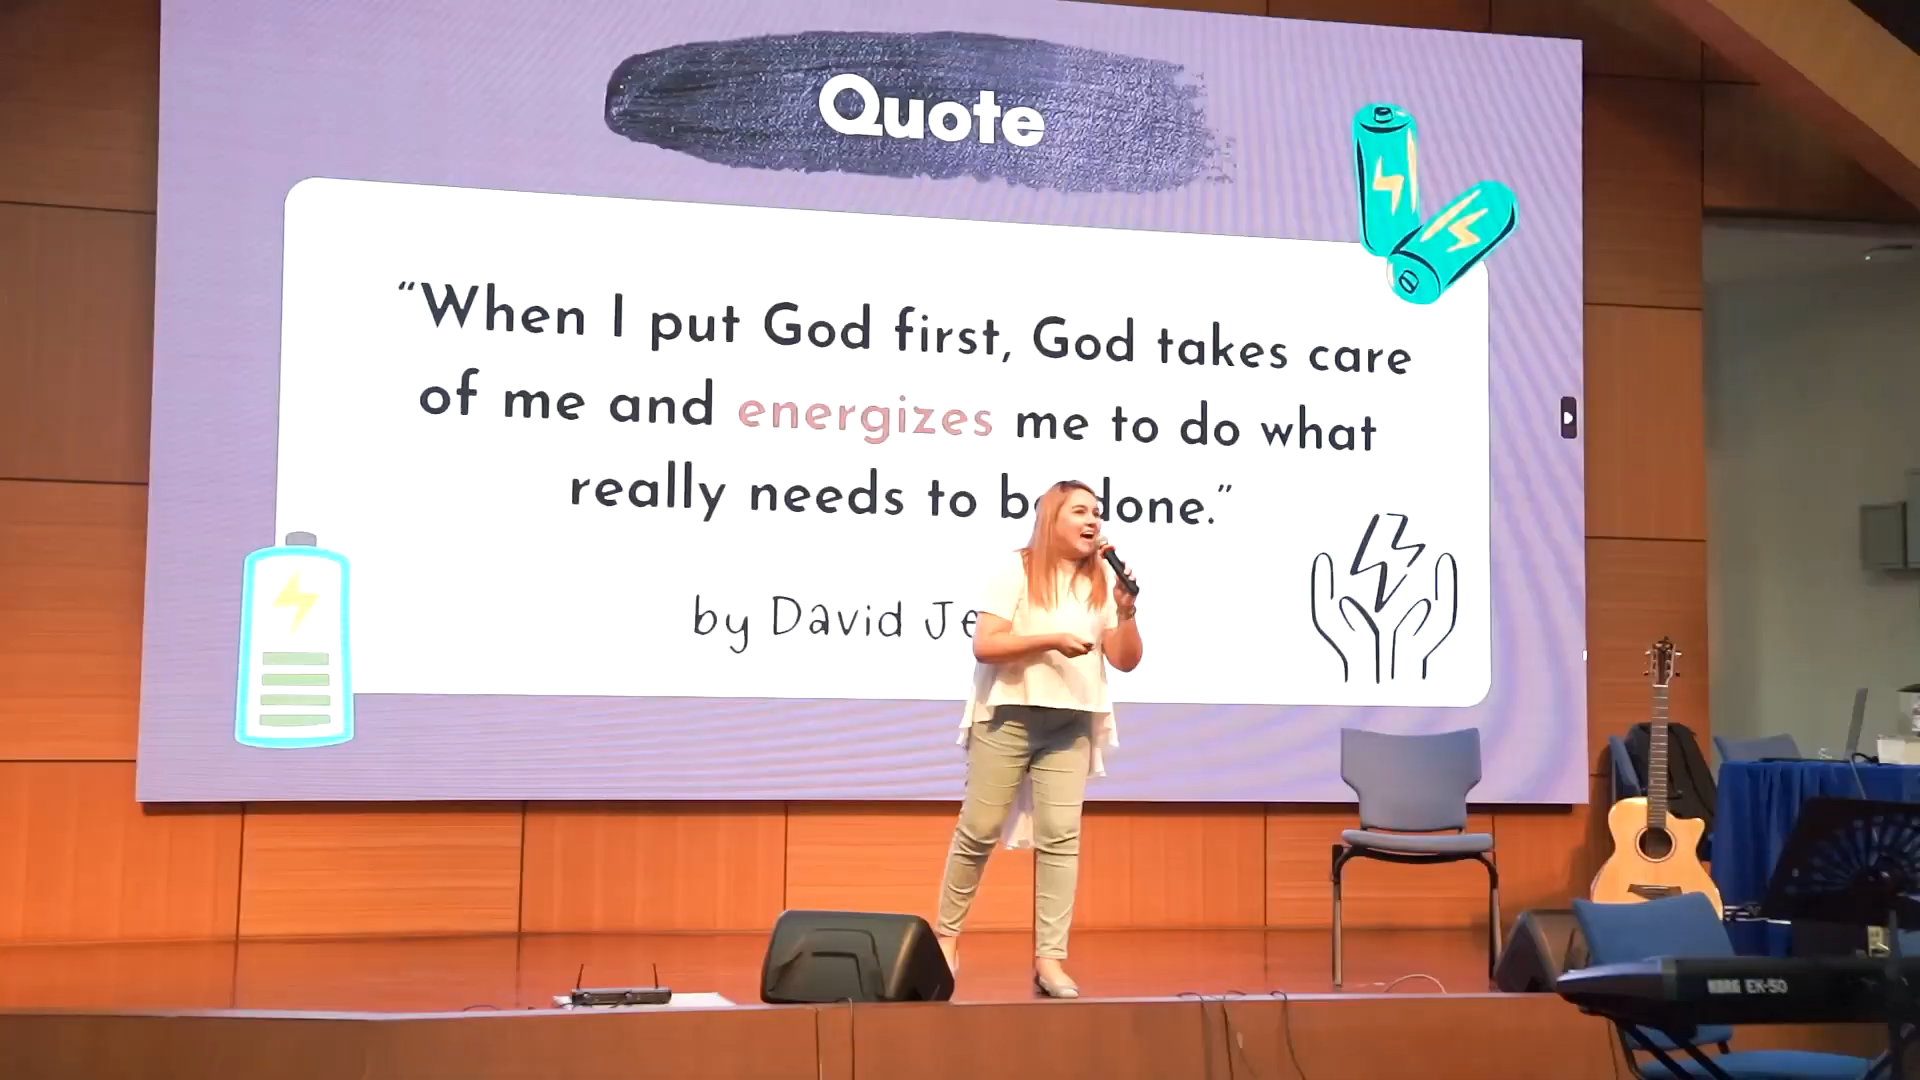 Quote
“When I put God first, God takes care
of me and energizes me to do what
really needs to be done.”
by David
KORG EK-50